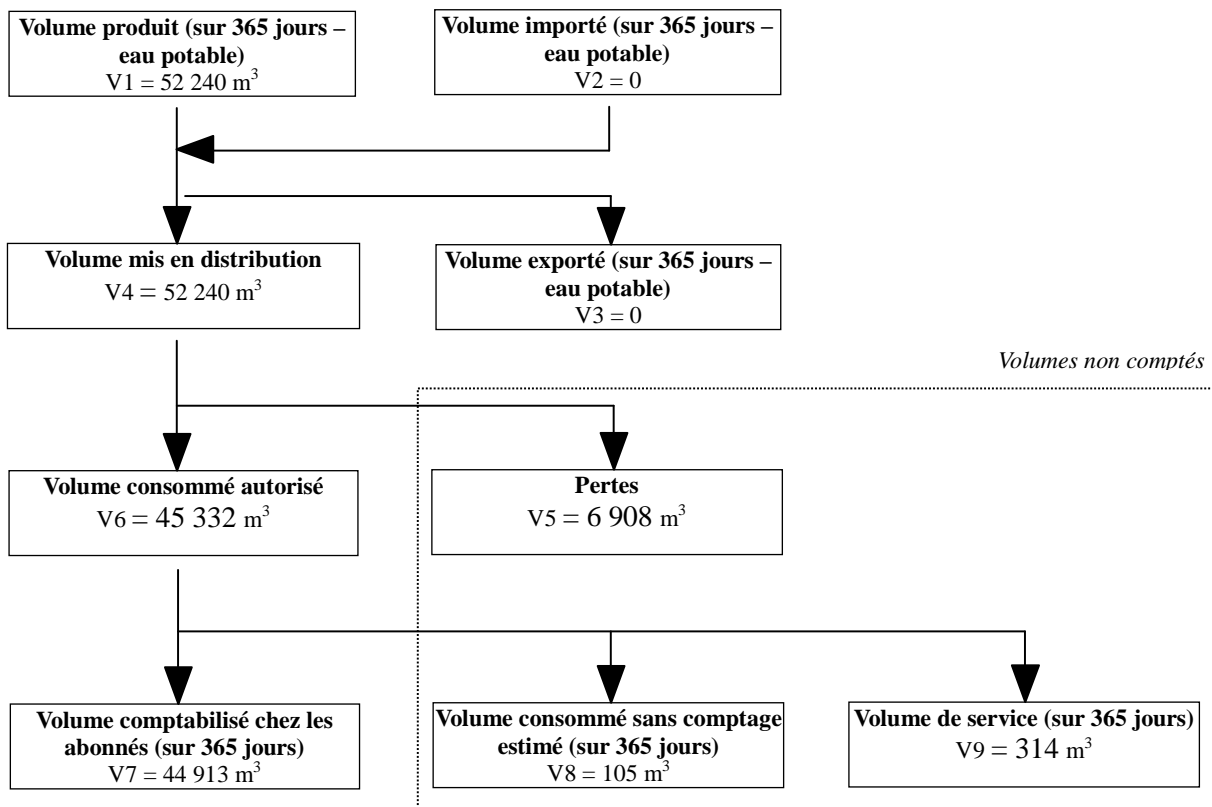 Volume produit (sur 365 jours –
eau potable)
V1 = 52 240 m³
Volume importé (sur 365 jours –
eau potable)
V2 = 0
Volume mis en distribution
V4 = 52 240 m³
Volume exporté (sur 365 jours –
eau potable)
V3 = 0
Volumes non comptés
Volume consommé autorisé
V6 = 45 332 m³
Pertes
V5 = 6 908 m³
Volume comptabilisé chez les
abonnés (sur 365 jours)
V7 = 44 913 m³
Volume consommé sans comptage
estimé (sur 365 jours)
V8 = 105 m³
Volume de service (sur 365 jours)
V9 = 314 m³